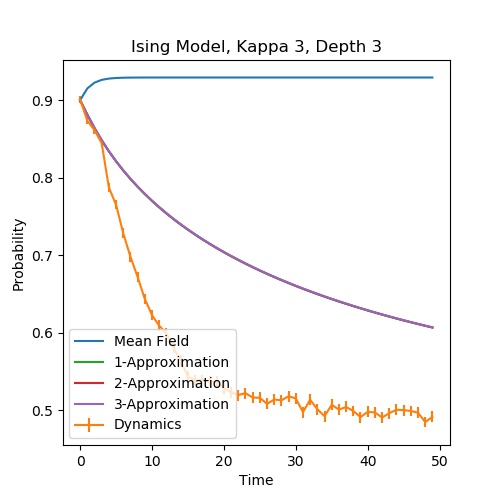 Ising Model, Kappa 3, Depth 3
Probability
0.9
0.8
0.7
0.6
0.5
Mean Field
1-Approximation
2-Approximation
3-Approximation
Dynamics
0 10 20 30 40 50
Time